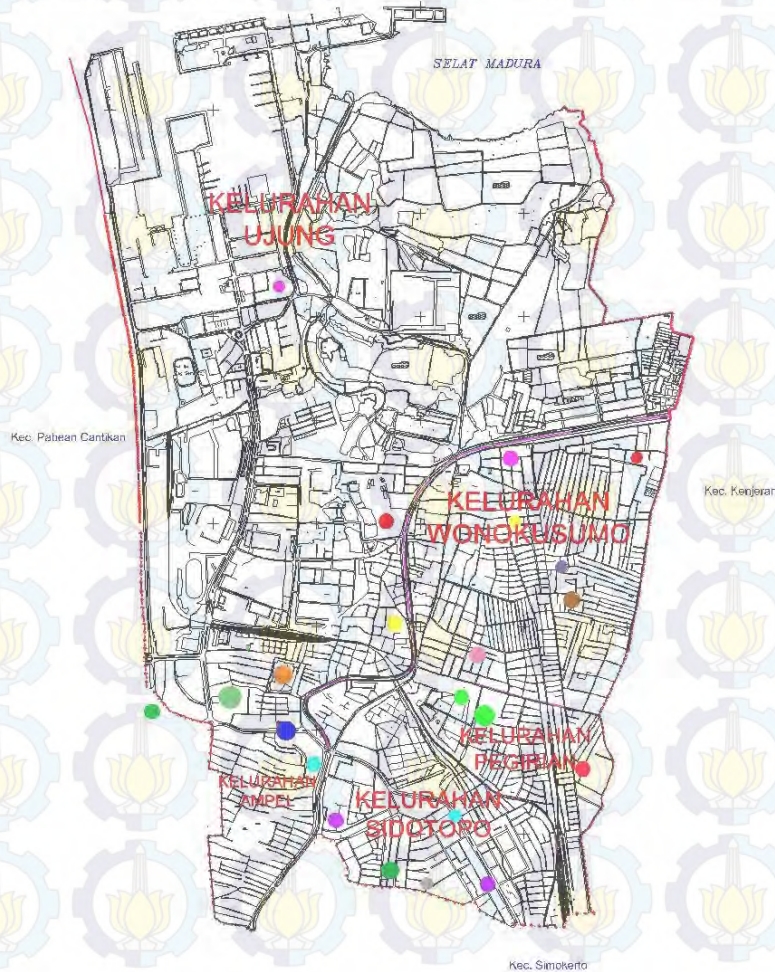 SELAT MADURA
KELURAHAN
UJUNG
Kec. Pabean Cantikan
KELURAHAN
WONOKUSUMO
Kec. Kenjeran
KELURAHAN
PEGIRIAN
KELURAHAN
AMPEL
KELURAHAN
SIDOTOPO
Kec. Simokerto